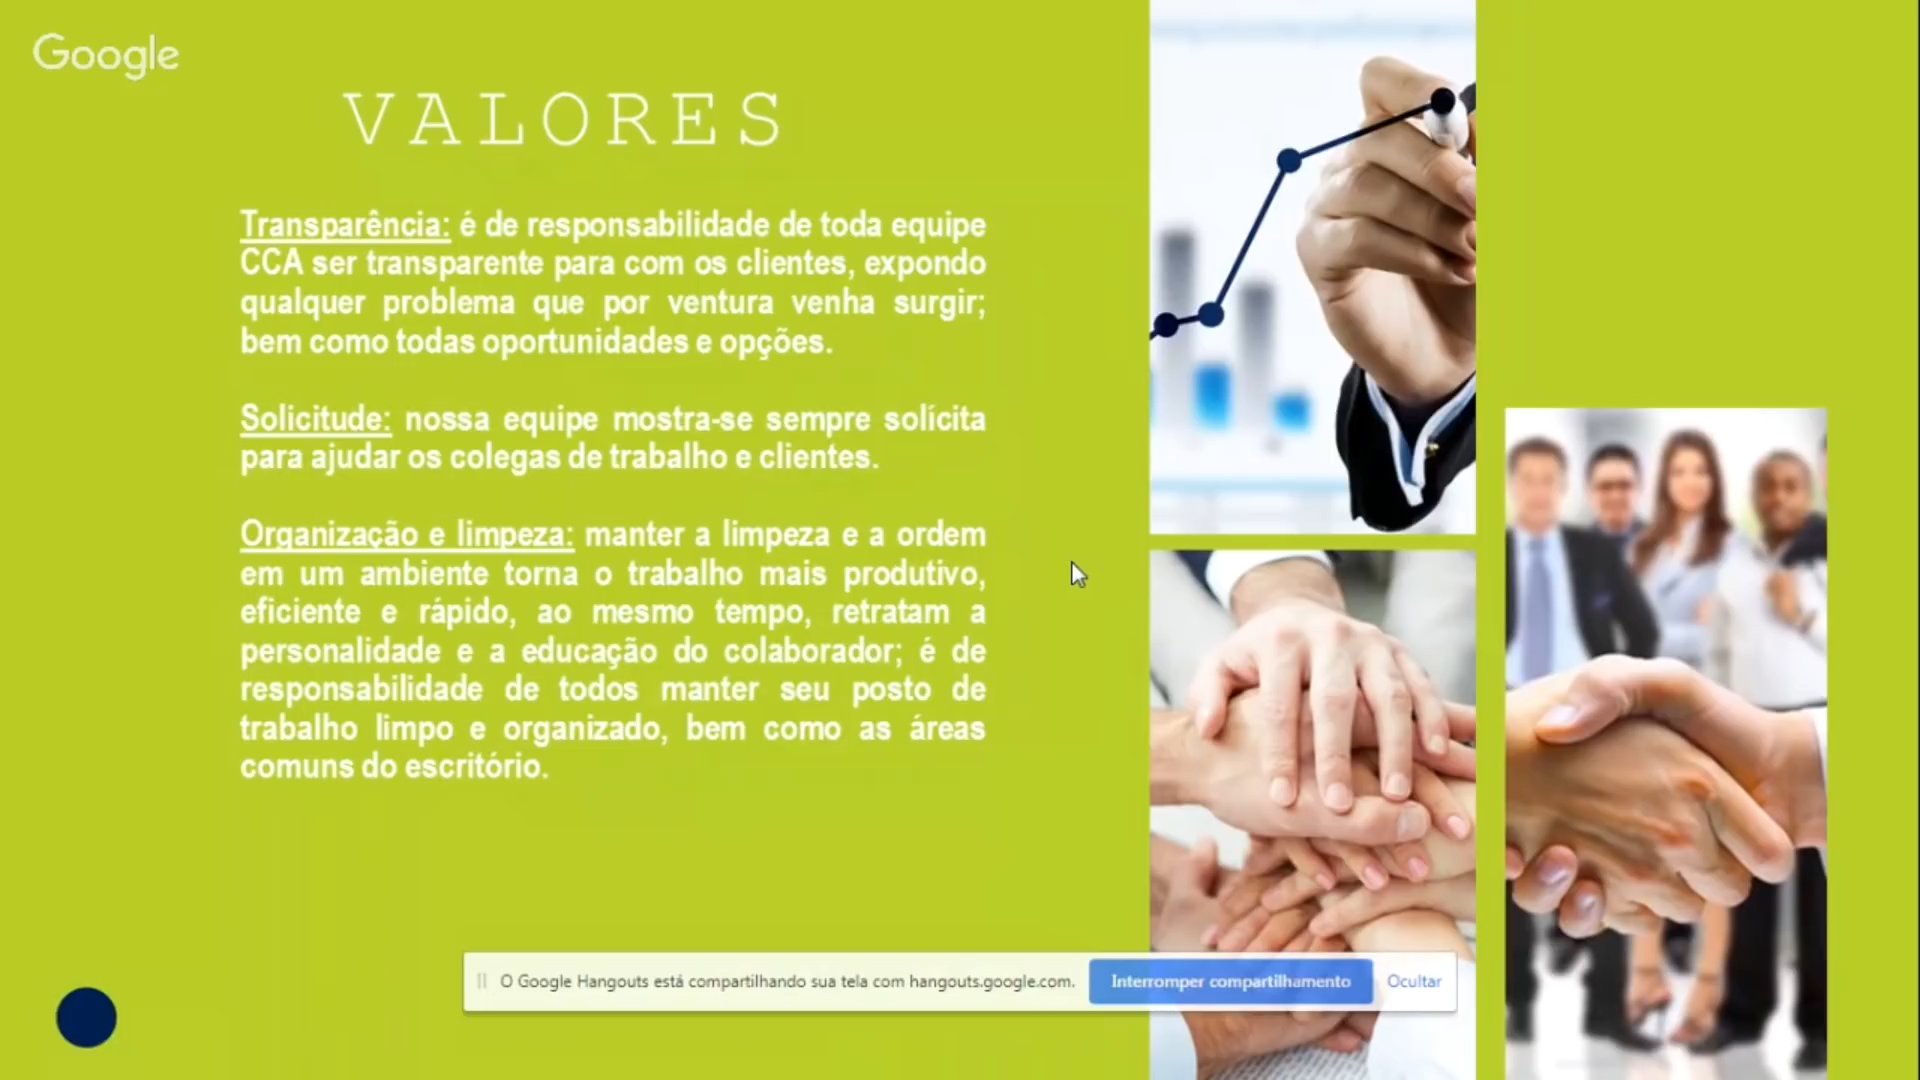 Google
VALORES
Transparência: é de responsabilidade de toda equipe
CCA ser transparente para com os clientes, expondo
qualquer problema que por ventura venha surgir;
bem como todas oportunidades e opções.
Solicitude: nossa equipe mostra-se sempre solícita
para ajudar os colegas de trabalho e clientes.
Organização e limpeza: manter a limpeza e a ordem
em um ambiente torna o trabalho mais produtivo,
eficiente e rápido, ao mesmo tempo, retratam a
personalidade e a educação do colaborador; é de
responsabilidade de todos manter seu posto de
trabalho limpo e organizado, bem como as áreas
comuns do escritório.
O Google Hangouts está compartilhando sua tela com hangouts.google.com.
Interromper compartilhamento
Ocultar